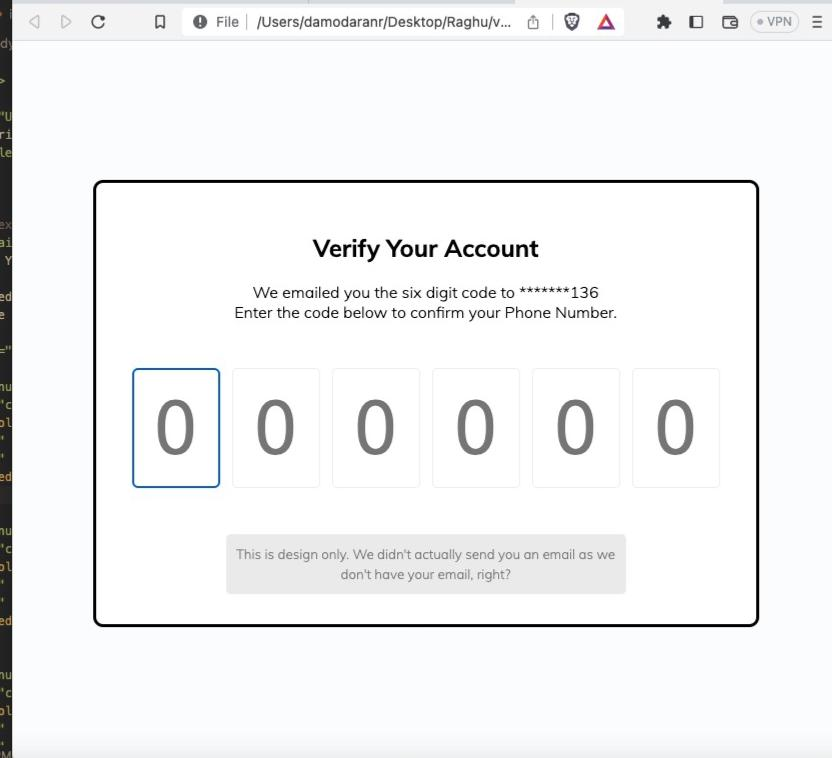 File /Users/damodaranr/Desktop/Raghu/v...
VPN
Verify Your Account
We emailed you the six digit code to *******136
Enter the code below to confirm your Phone Number.
0 0 0 0 0 0
This is design only. We didn't actually send you an email as we
don't have your email, right?